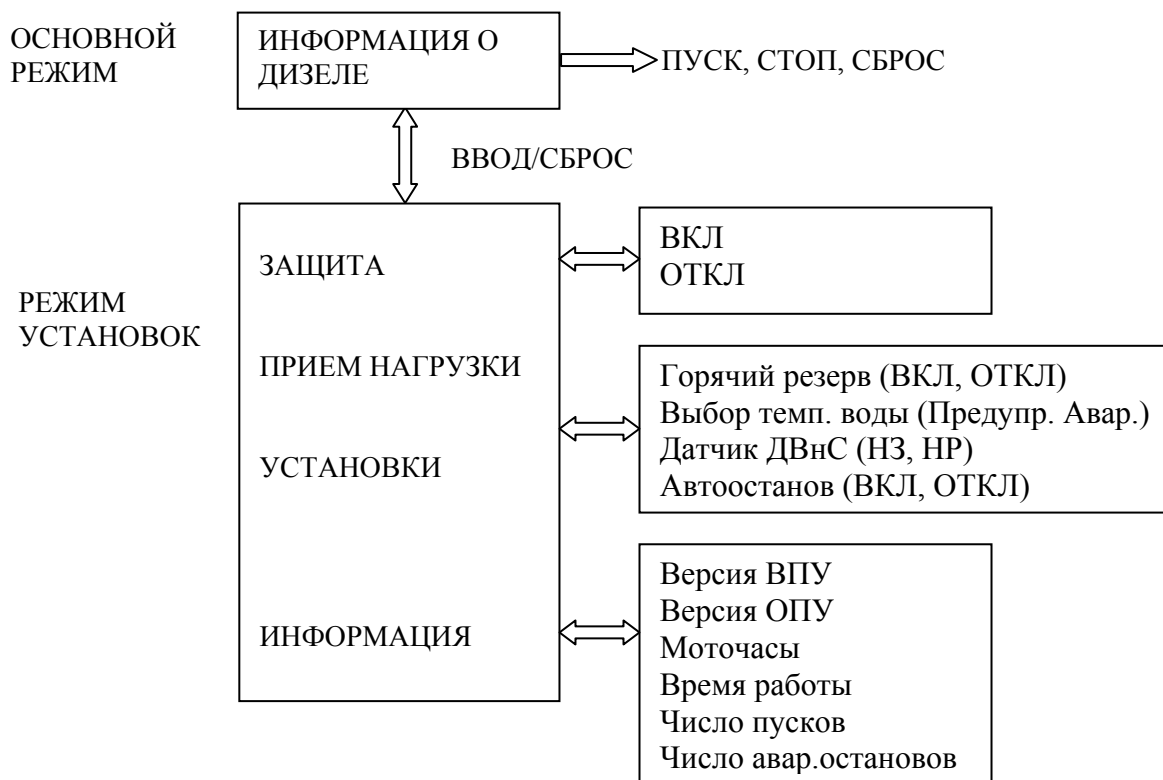 ОСНОВНОЙ
РЕЖИМ
ИНФОРМАЦИЯ О
ДИЗЕЛЕ
ПУСК, СТОП, СБРОС
ВВОД/СБРОС
РЕЖИМ
УСТАНОВОК
ЗАЩИТА
ВКЛ
ОТКЛ
ПРИЕМ НАГРУЗКИ
УСТАНОВКИ
Горячий резерв (ВКЛ, ОТКЛ)
Выбор темп. воды (Предупр. Авар.)
Датчик ДВнС (НЗ, НР)
Автоостанов (ВКЛ, ОТКЛ)
ИНФОРМАЦИЯ
Версия ВПУ
Версия ОПУ
Моточасы
Время работы
Число пусков
Число авар.остановов